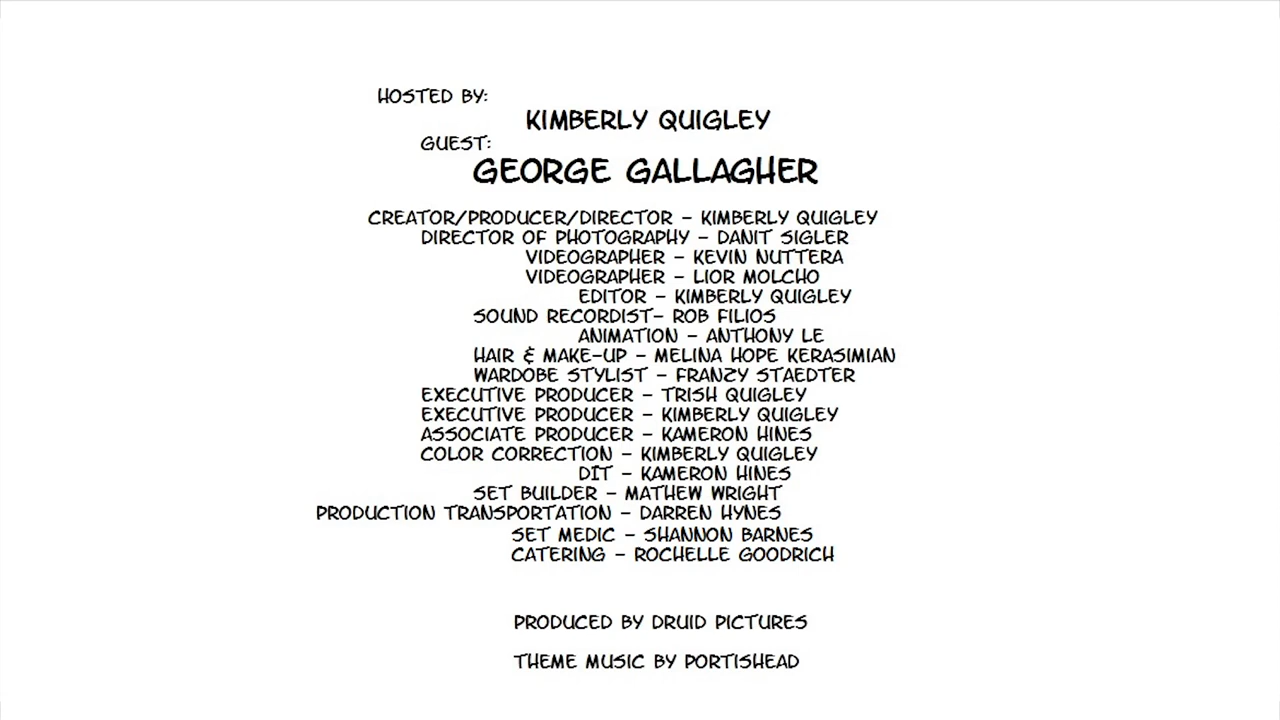 HOSTED BY:
KIMBERLY QUIGLEY
GUEST:
GEORGE GALLAGHER
CREATOR/PRODUCER/DIRECTOR - KIMBERLY QUIGLEY
DIRECTOR OF PHOTOGRAPHY - DANIT SIGLER
VIDEOGRAPHER - KEVIN NUTTERA
VIDEOGRAPHER - LIOR MOLCHO
EDITOR - KIMBERLY QUIGLEY
SOUND RECORDIST- ROB FILIOS
ANIMATION - ANTHONY LE
HAIR & MAKE-UP - MELINA HOPE KERASIMIAN
WARDOBE STYLIST - FRANZY STAEDTER
EXECUTIVE PRODUCER - TRISH QUIGLEY
EXECUTIVE PRODUCER - KIMBERLY QUIGLEY
ASSOCIATE PRODUCER - KAMERON HINES
COLOR CORRECTION - KIMBERLY QUIGLEY
DIT - KAMERON HINES
SET BUILDER - MATHEW WRIGHT
PRODUCTION TRANSPORTATION - DARREN HYNES
SET MEDIC - SHANNON BARNES
CATERING - ROCHELLE GOODRICH
PRODUCED BY DRUID PICTURES
THEME MUSIC BY PORTISHEAD